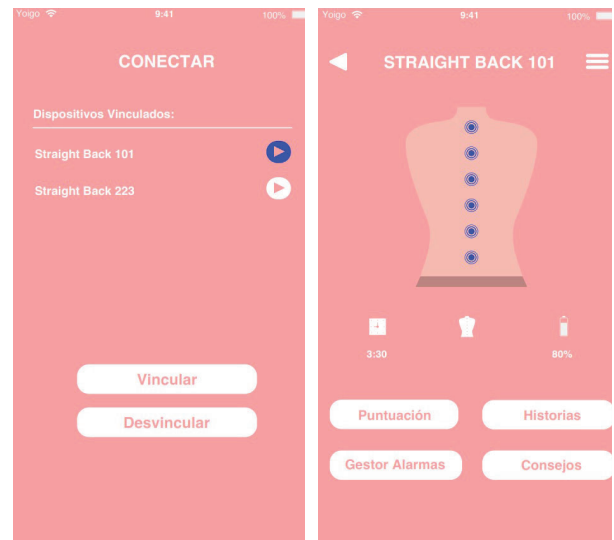 Yoigo 9:41 100%
CONECTAR
Dispositivos Vinculados:
Straight Back 101
Straight Back 223
Vincular
Desvincular
Yoigo 9:41 100%
STRAIGHT BACK 101
3:30 80%
Puntuación Historias
Gestor Alarmas Consejos